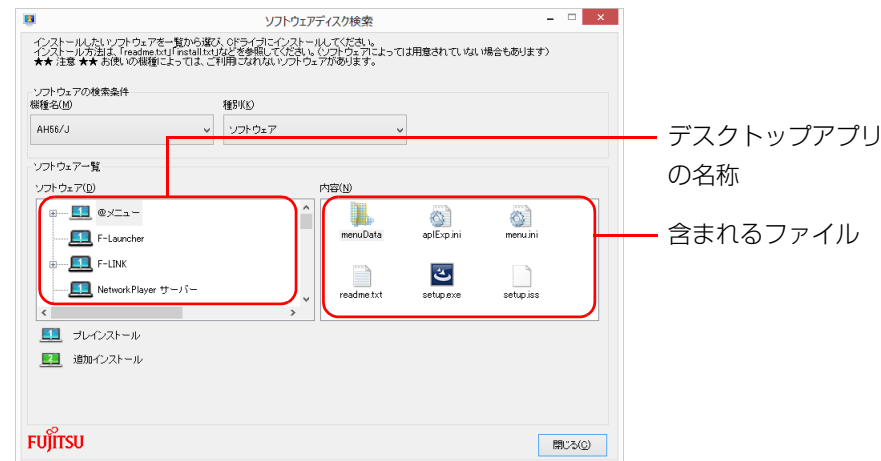 ソフトウェアディスク検索
インストールしたいソフトウェアを一覧から選び、Cドライブにインストールしてください。
インストール方法は、「readme.txt」「install.txt」などを参照してください。(ソフトウェアによっては用意されていない場合もあります)
★★ 注意 ★★ お使いの機種によっては、ご利用になれないソフトウェアがあります。
ソフトウェアの検索条件
機種名(M) 種別(K)
AH56/J ソフトウェア
デスクトップアプリ
の名称
ソフトウェア一覧
ソフトウェア(D) 内容(N)
@メニュー
F-Launcher
F-LINK
NetworkPlayer サーバー
menuData aplExp.ini menu.ini
readme.txt setup.exe setup.iss
含まれるファイル
1 プレインストール
2 追加インストール
FUJITSU
閉じる(C)